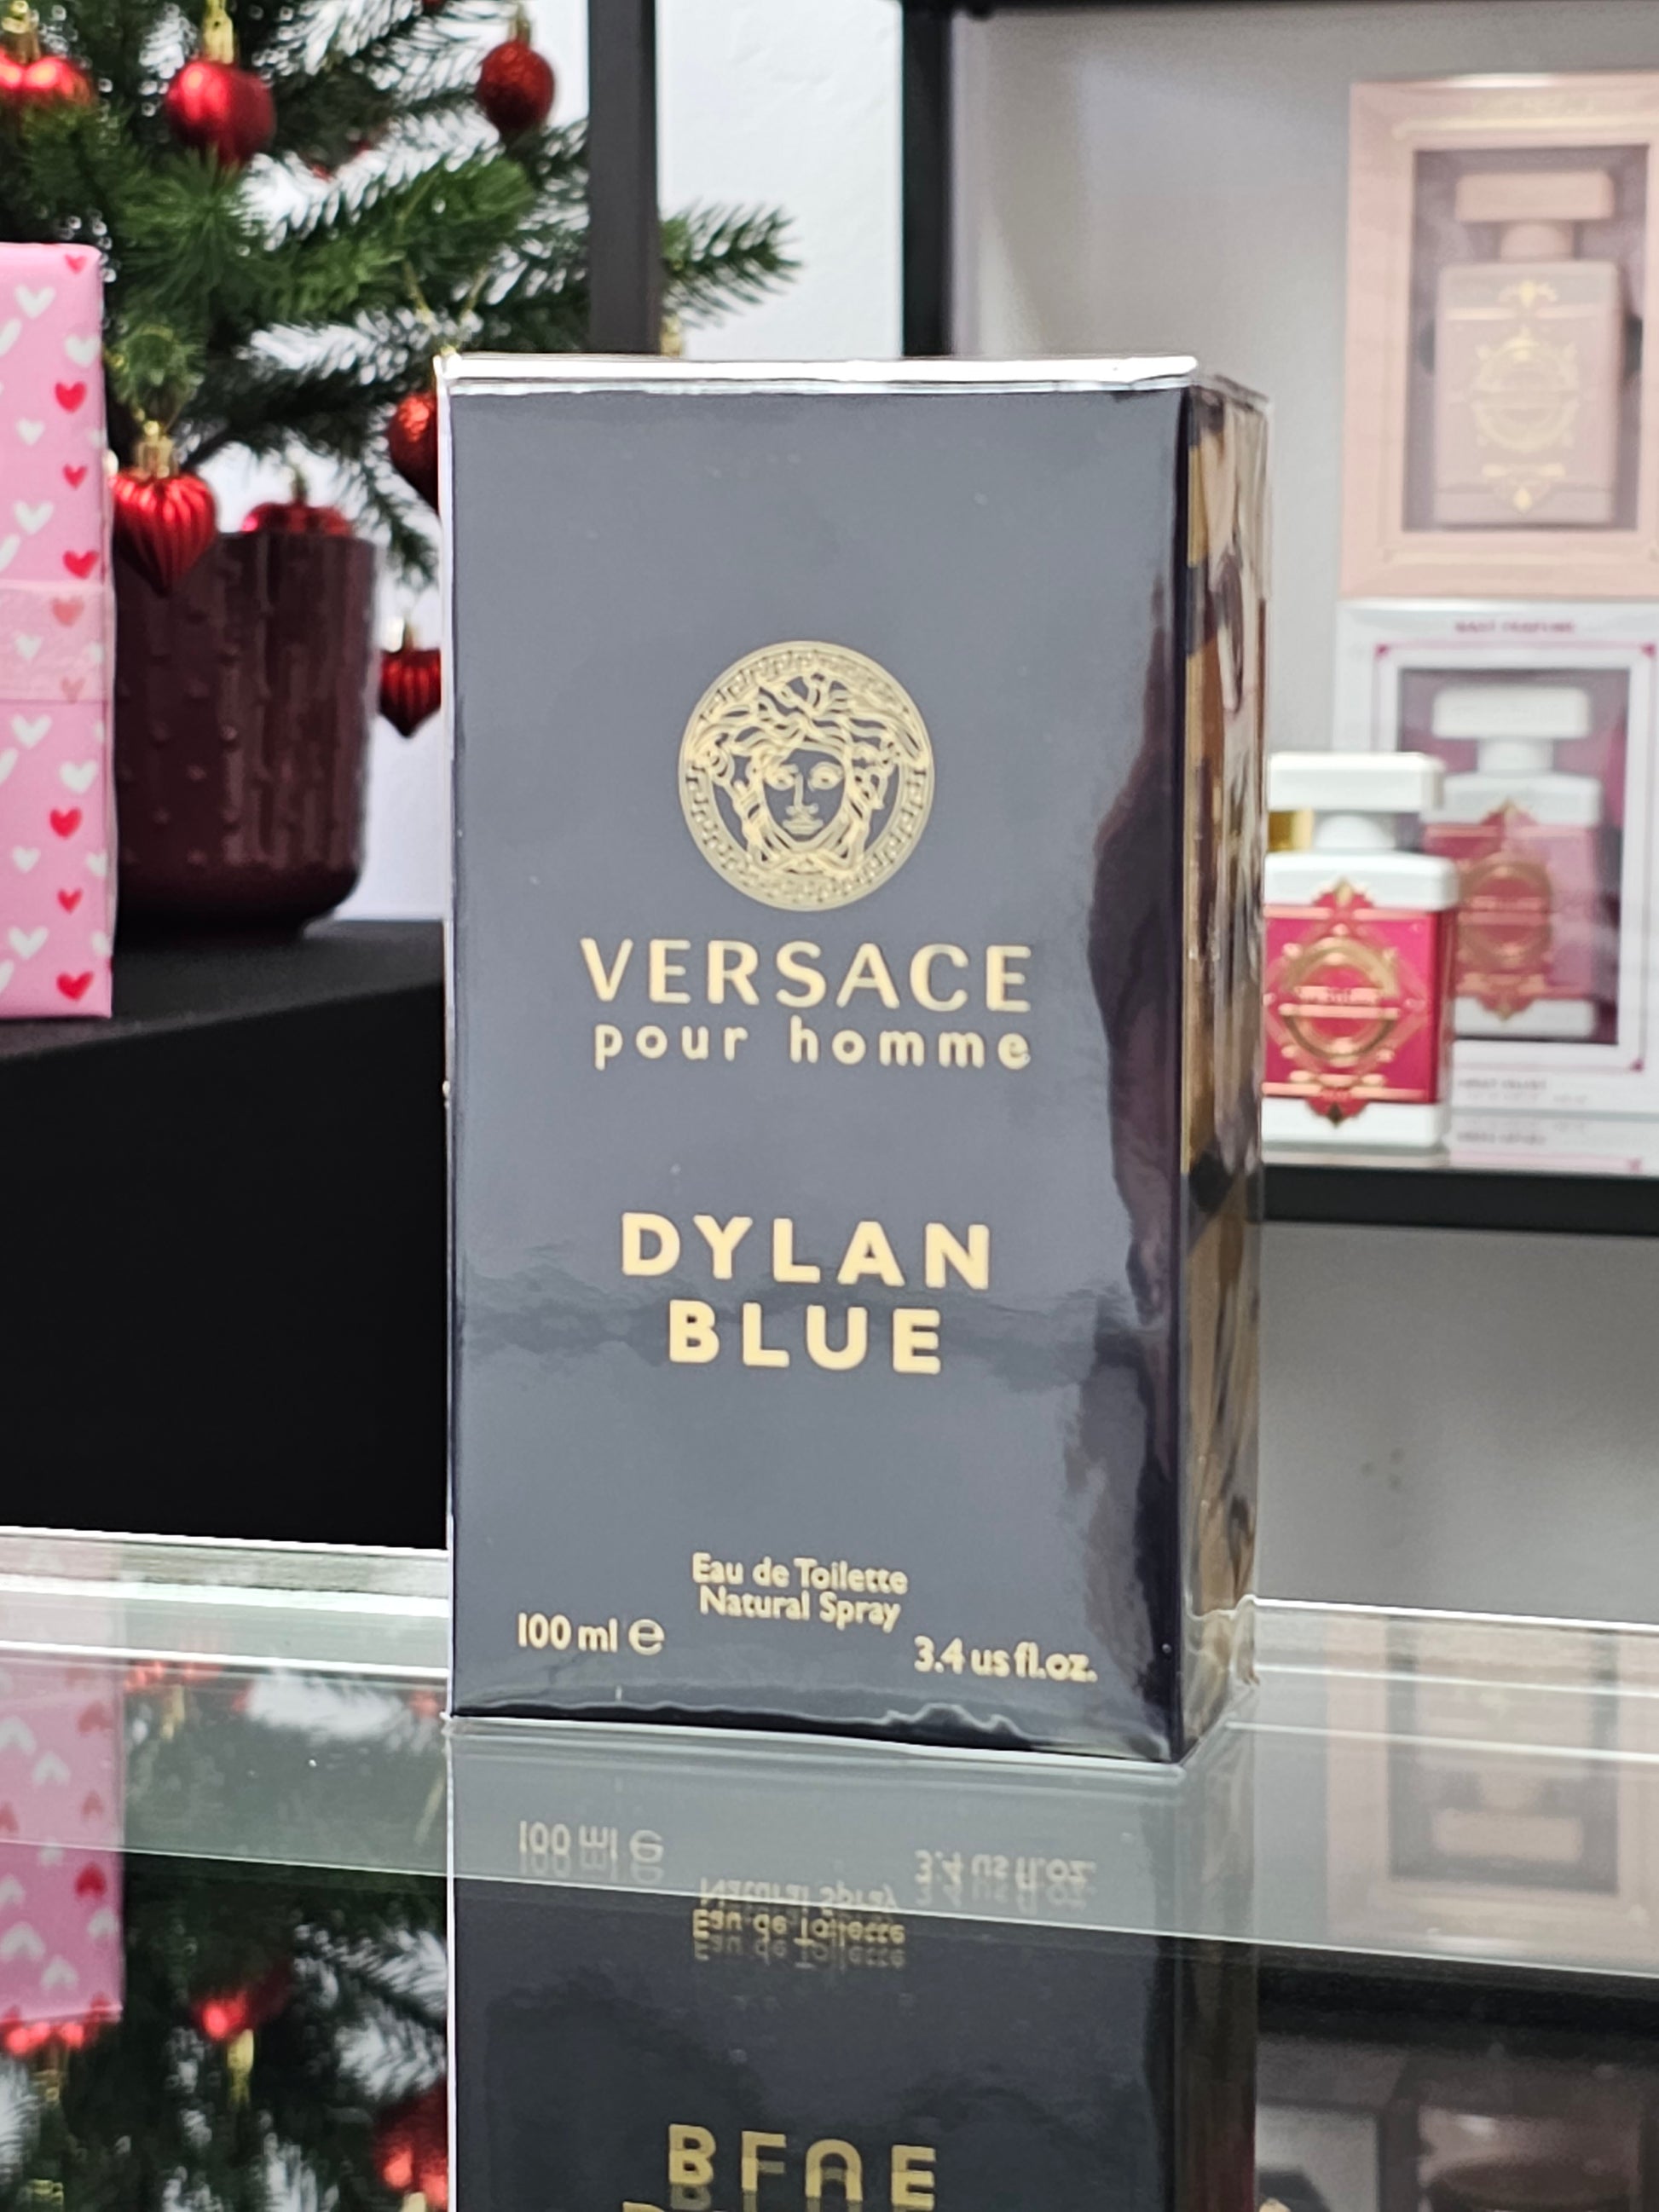 VERSACE
pour homme
DYLAN
BLUE
Eau de Toilette
Natural Spray
100 ml e
3.4 us fl.oz.